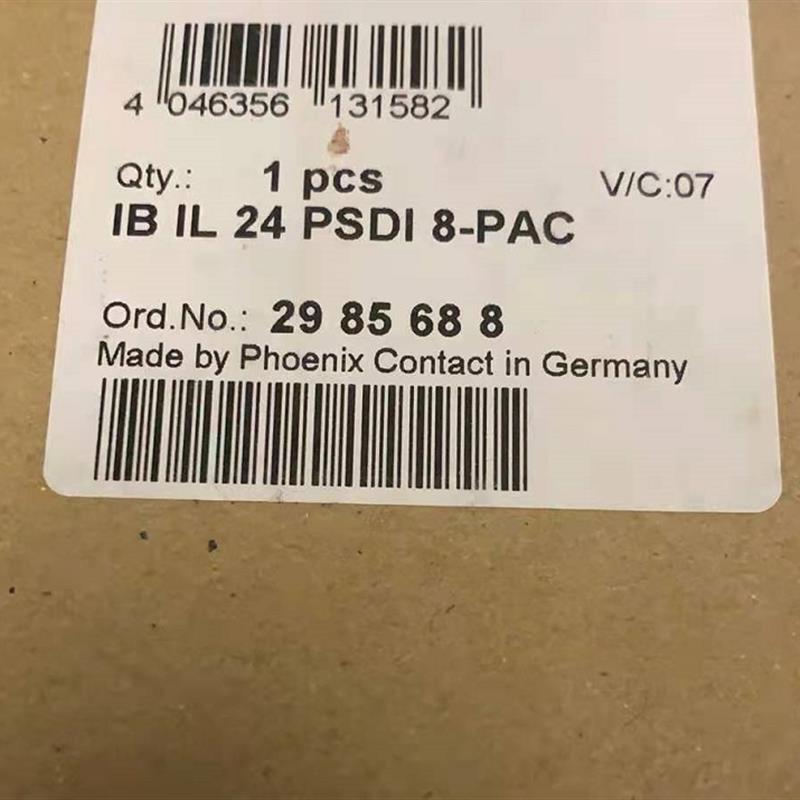 4 046356 131582
Qty.: 1 pcs V/C:07
IB IL 24 PSDI 8-PAC
Ord.No.: 29 85 68 8
Made by Phoenix Contact in Germany